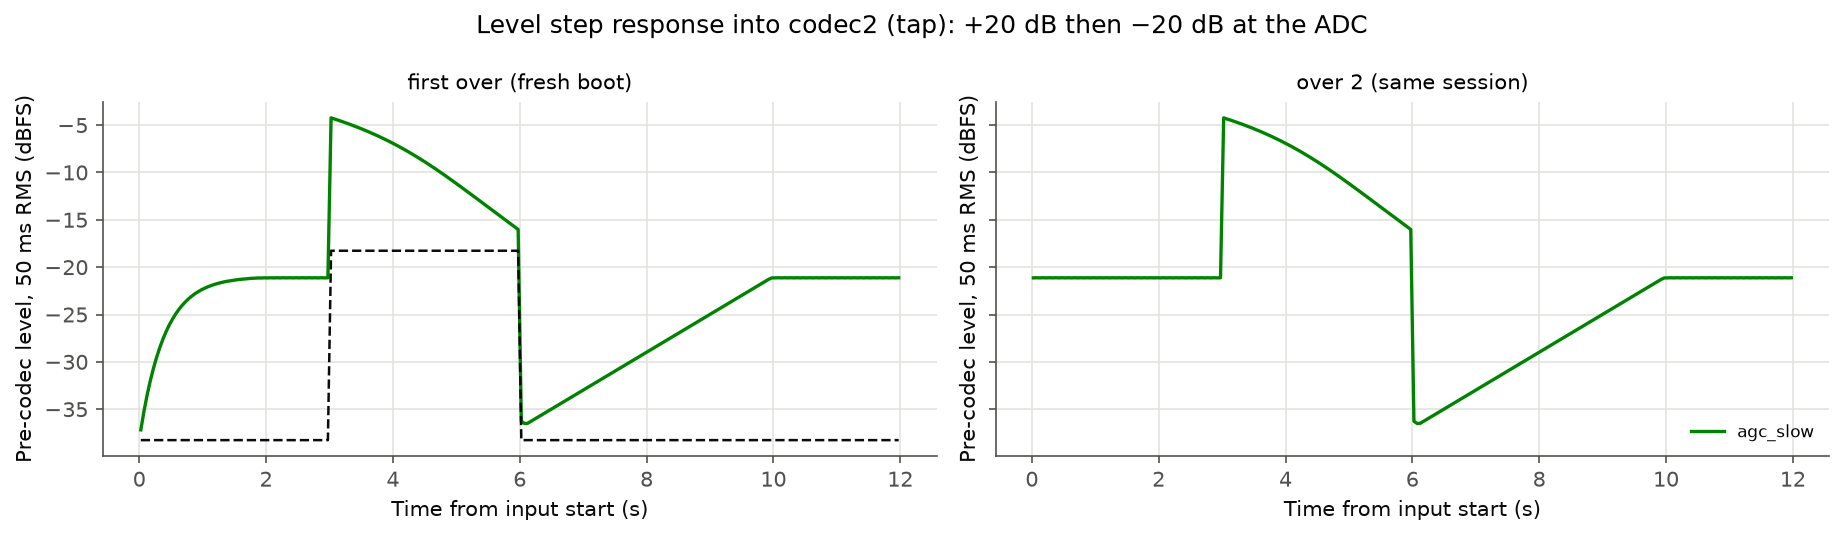 Level step response into codec2 (tap): +20 dB then −20 dB at the ADC
first over (fresh boot)
Pre-codec level, 50 ms RMS (dBFS)
−5
−10
−15
−20
−25
−30
−35
0 2 4 6 8 10 12
Time from input start (s)
over 2 (same session)
Pre-codec level, 50 ms RMS (dBFS)
agc_slow
0 2 4 6 8 10 12
Time from input start (s)